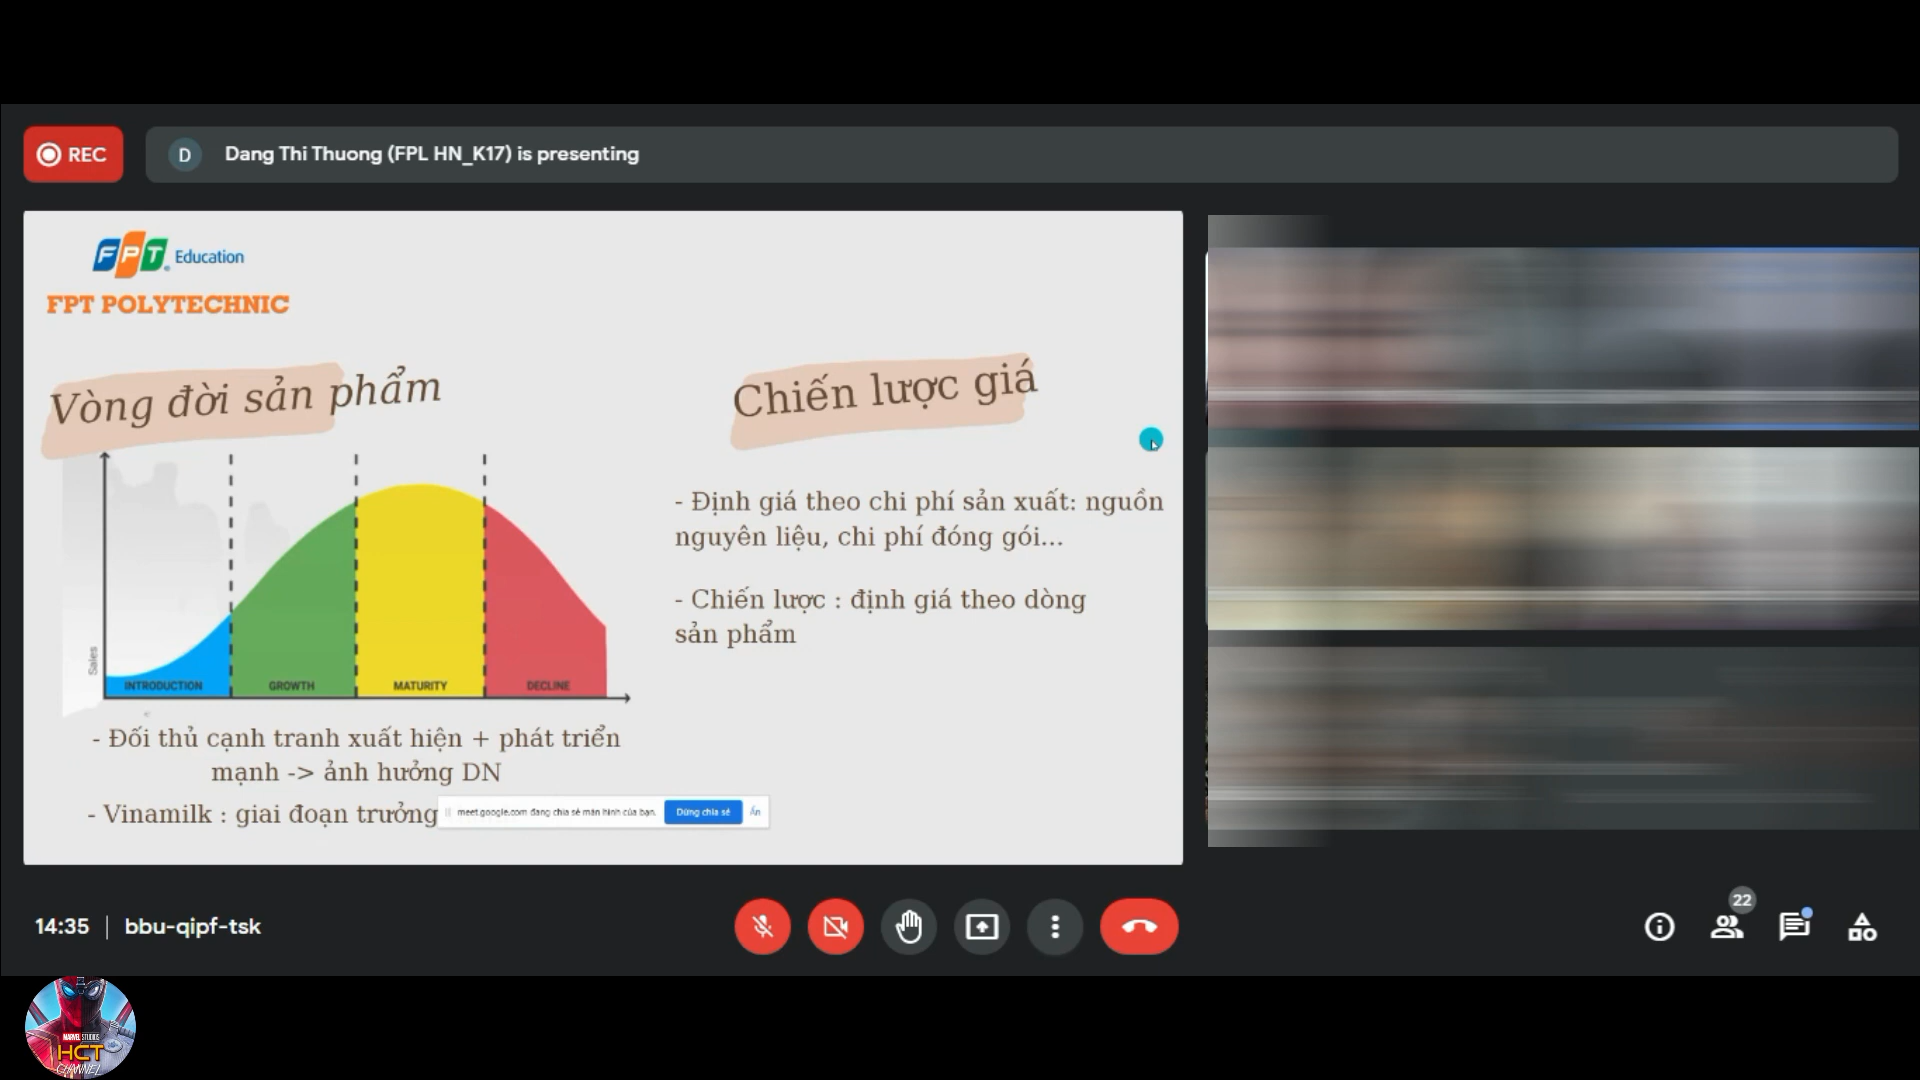 REC
D
Dang Thi Thuong (FPL HN_K17) is presenting
FPT Education
FPT POLYTECHNIC
Vòng đời sản phẩm
Sales
INTRODUCTION
GROWTH
MATURITY
DECLINE
- Đối thủ cạnh tranh xuất hiện + phát triển
mạnh -> ảnh hưởng DN
- Vinamilk : giai đoạn trưởng
Chiến lược giá
- Định giá theo chi phí sản xuất: nguồn
nguyên liệu, chi phí đóng gói...
- Chiến lược : định giá theo dòng
sản phẩm
meet.google.com đang chia sẻ màn hình của bạn.
Dừng chia sẻ
Ẩn
14:35
bbu-qipf-tsk
22
MARVEL STUDIOS
HCT
CHANNEL